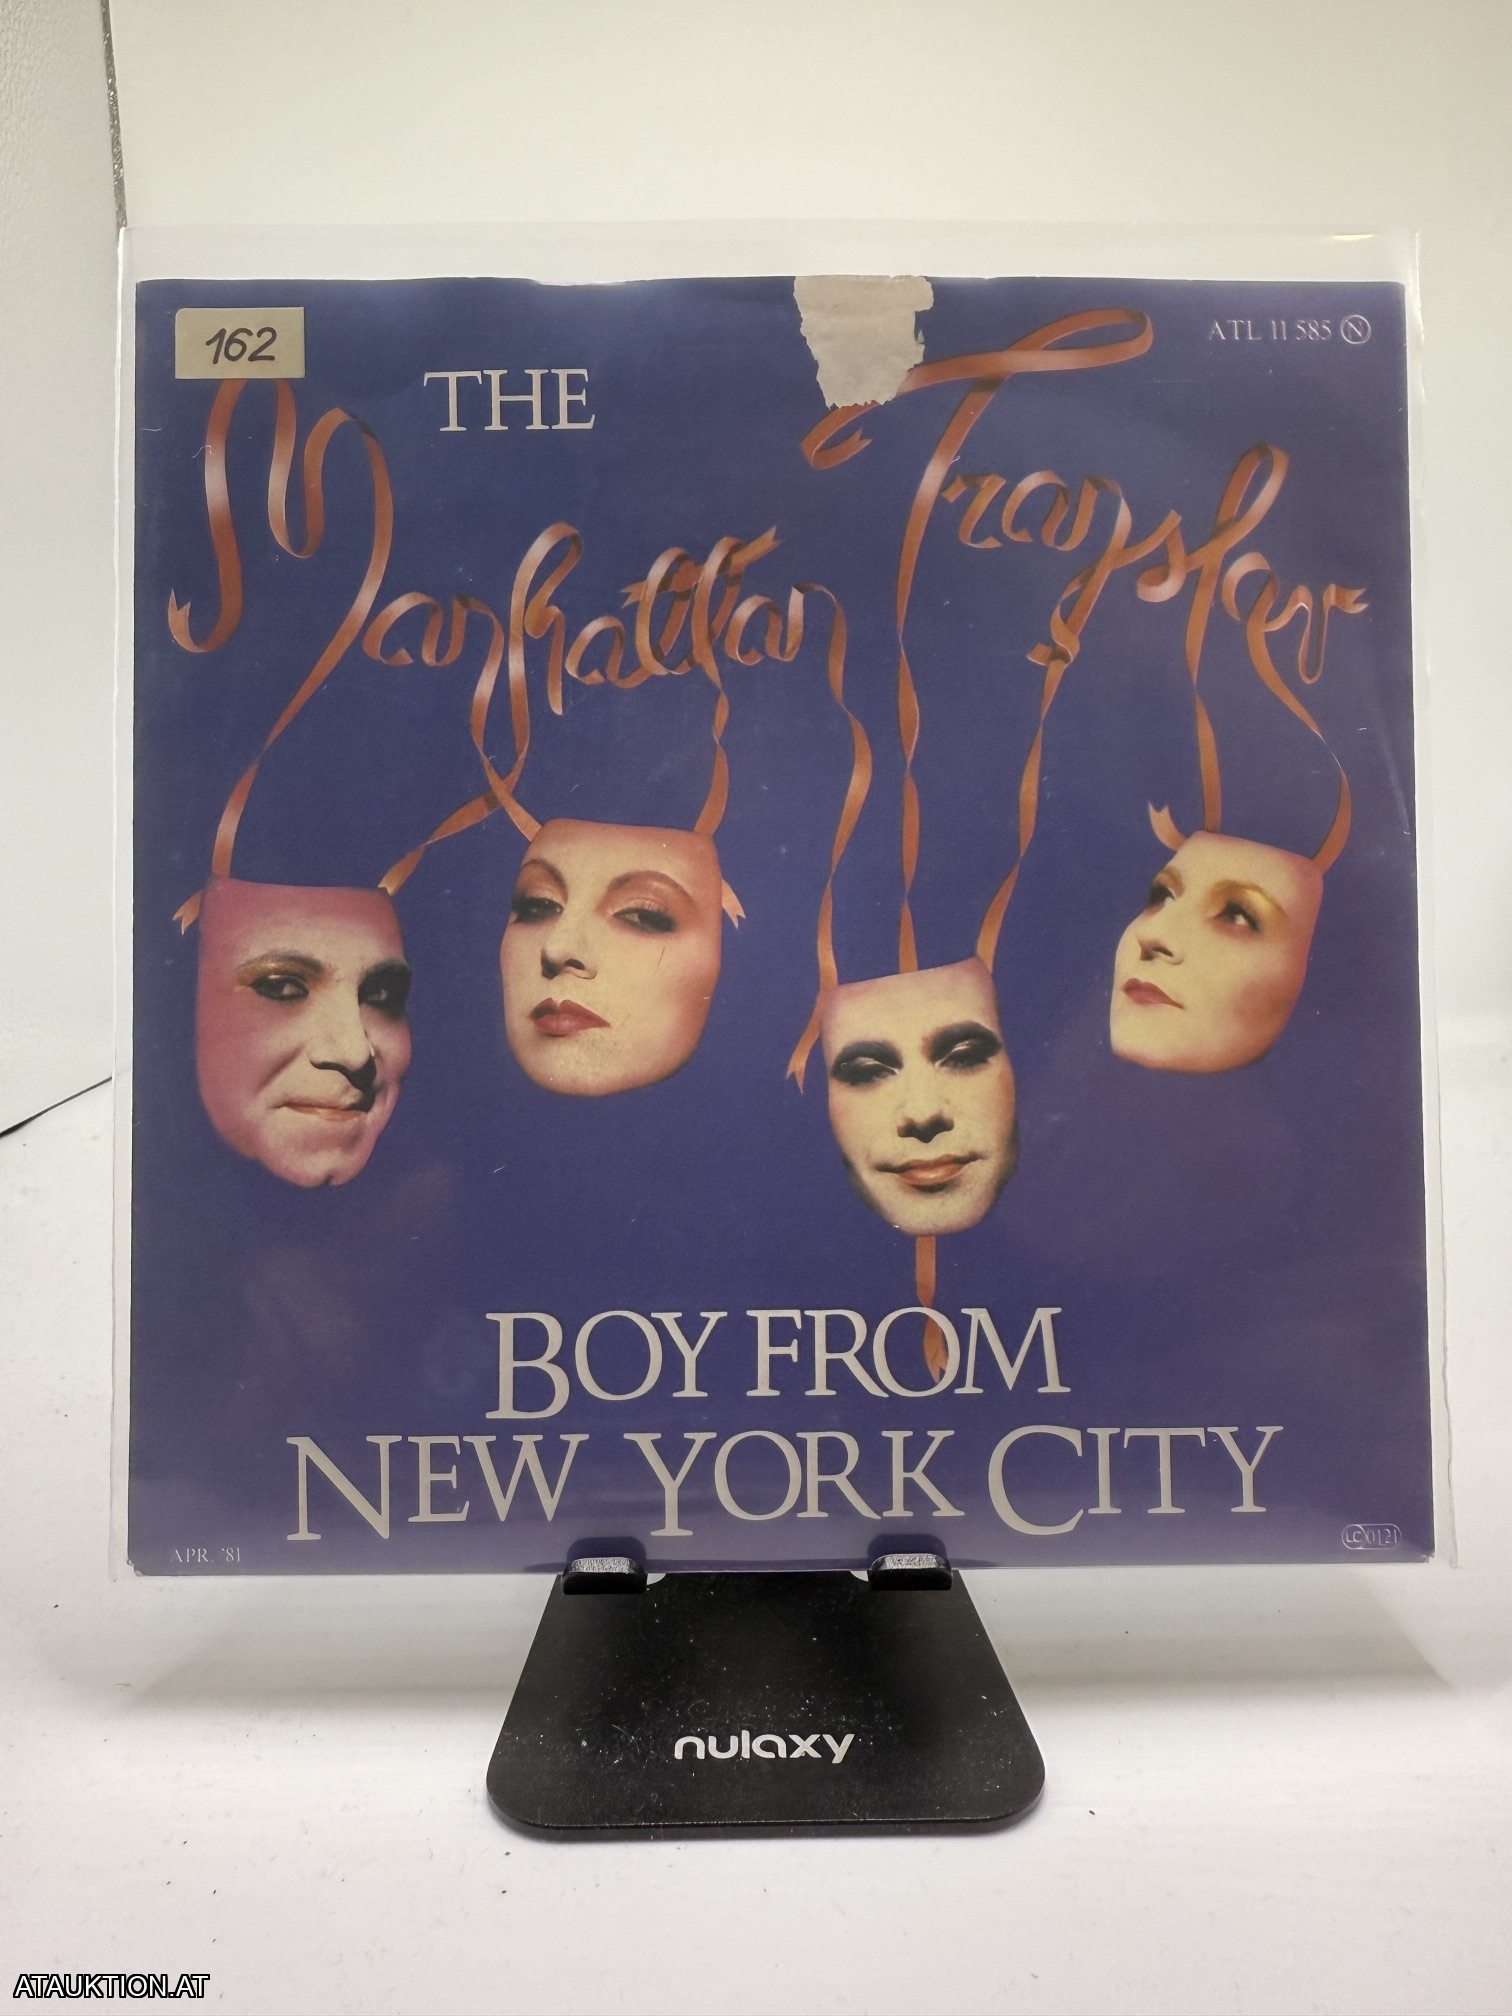 162
THE
ATL 11 585 N
Manhattan Transfer
BOY FROM
NEW YORK CITY
APR. '81
LC 0121
nulaxy
ATAUKTION.AT